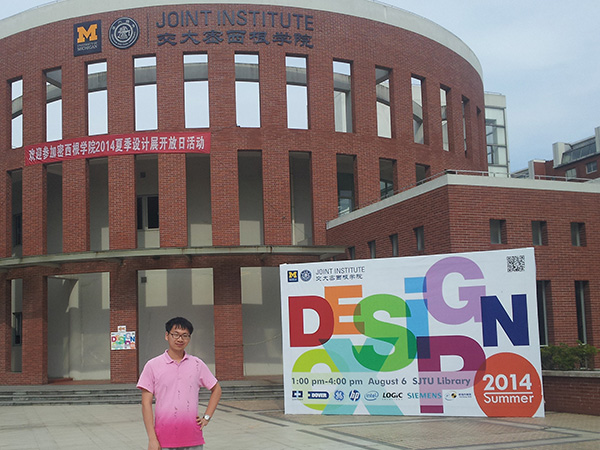 JOINT INSTITUTE
交大密西根学院
欢迎参加密西根学院2014夏季设计展开放日活动
JOINT INSTITUTE
交大密西根学院
DESiGN
EXPO
1:00 pm-4:00 pm August 6 SJTU Library
2014
Summer
DOVER GE hp intel LOGIC SIEMENS
DESIGN